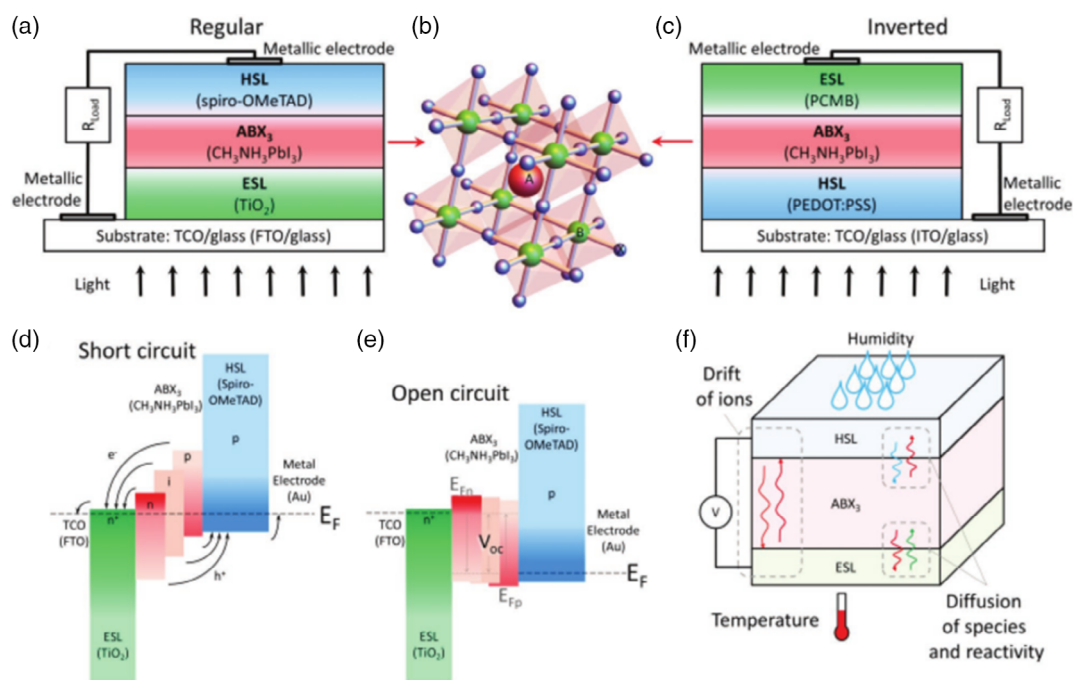 (a)
Regular
Metallic electrode
HSL
(spiro-OMeTAD)
R_Load
ABX₃
(CH₃NH₃PbI₃)
Metallic
electrode
ESL
(TiO₂)
Substrate: TCO/glass (FTO/glass)
Light
(b)
A
B
X
(c)
Inverted
Metallic electrode
ESL
(PCMB)
R_Load
ABX₃
(CH₃NH₃PbI₃)
Metallic
electrode
HSL
(PEDOT:PSS)
Substrate: TCO/glass (ITO/glass)
Light
(d)
Short circuit
HSL
(Spiro-
OMeTAD)
ABX₃
(CH₃NH₃PbI₃)
p
e⁻
p
i
n
n⁺
TCO
(FTO)
Metal
Electrode
(Au)
E_F
h⁺
ESL
(TiO₂)
(e)
Open circuit
HSL
(Spiro-
OMeTAD)
ABX₃
(CH₃NH₃PbI₃)
p
E_Fn
n⁺
TCO
(FTO)
V_oc
Metal
Electrode
(Au)
E_F
E_Fp
ESL
(TiO₂)
(f)
Humidity
Drift
of ions
HSL
V
ABX₃
ESL
Temperature
Diffusion
of species
and reactivity